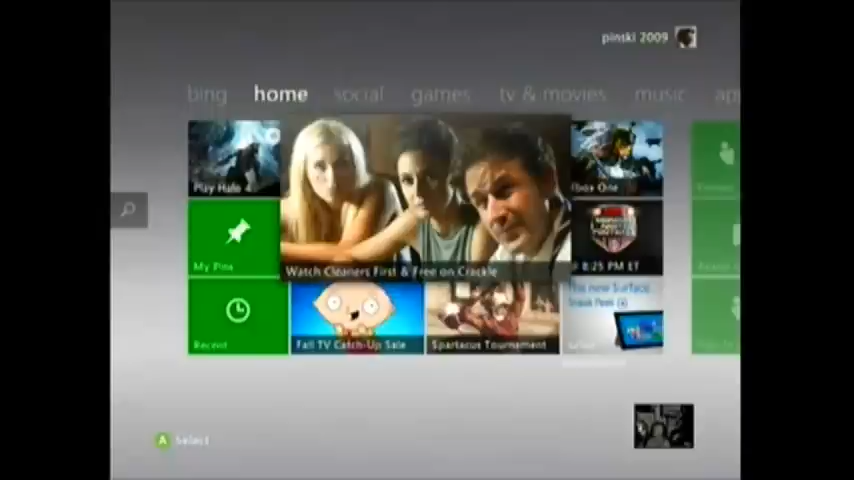 pinski 2009
bing home social games tv & movies music
Play Halo 4
Xbox One
My Pins
Watch Cleaners First & Free on Crackle
@ 8:25 PM ET
The new Surface
Sneak Peek
Recent
Fall TV Catch-Up Sale
Spartacus Tournament
A Select